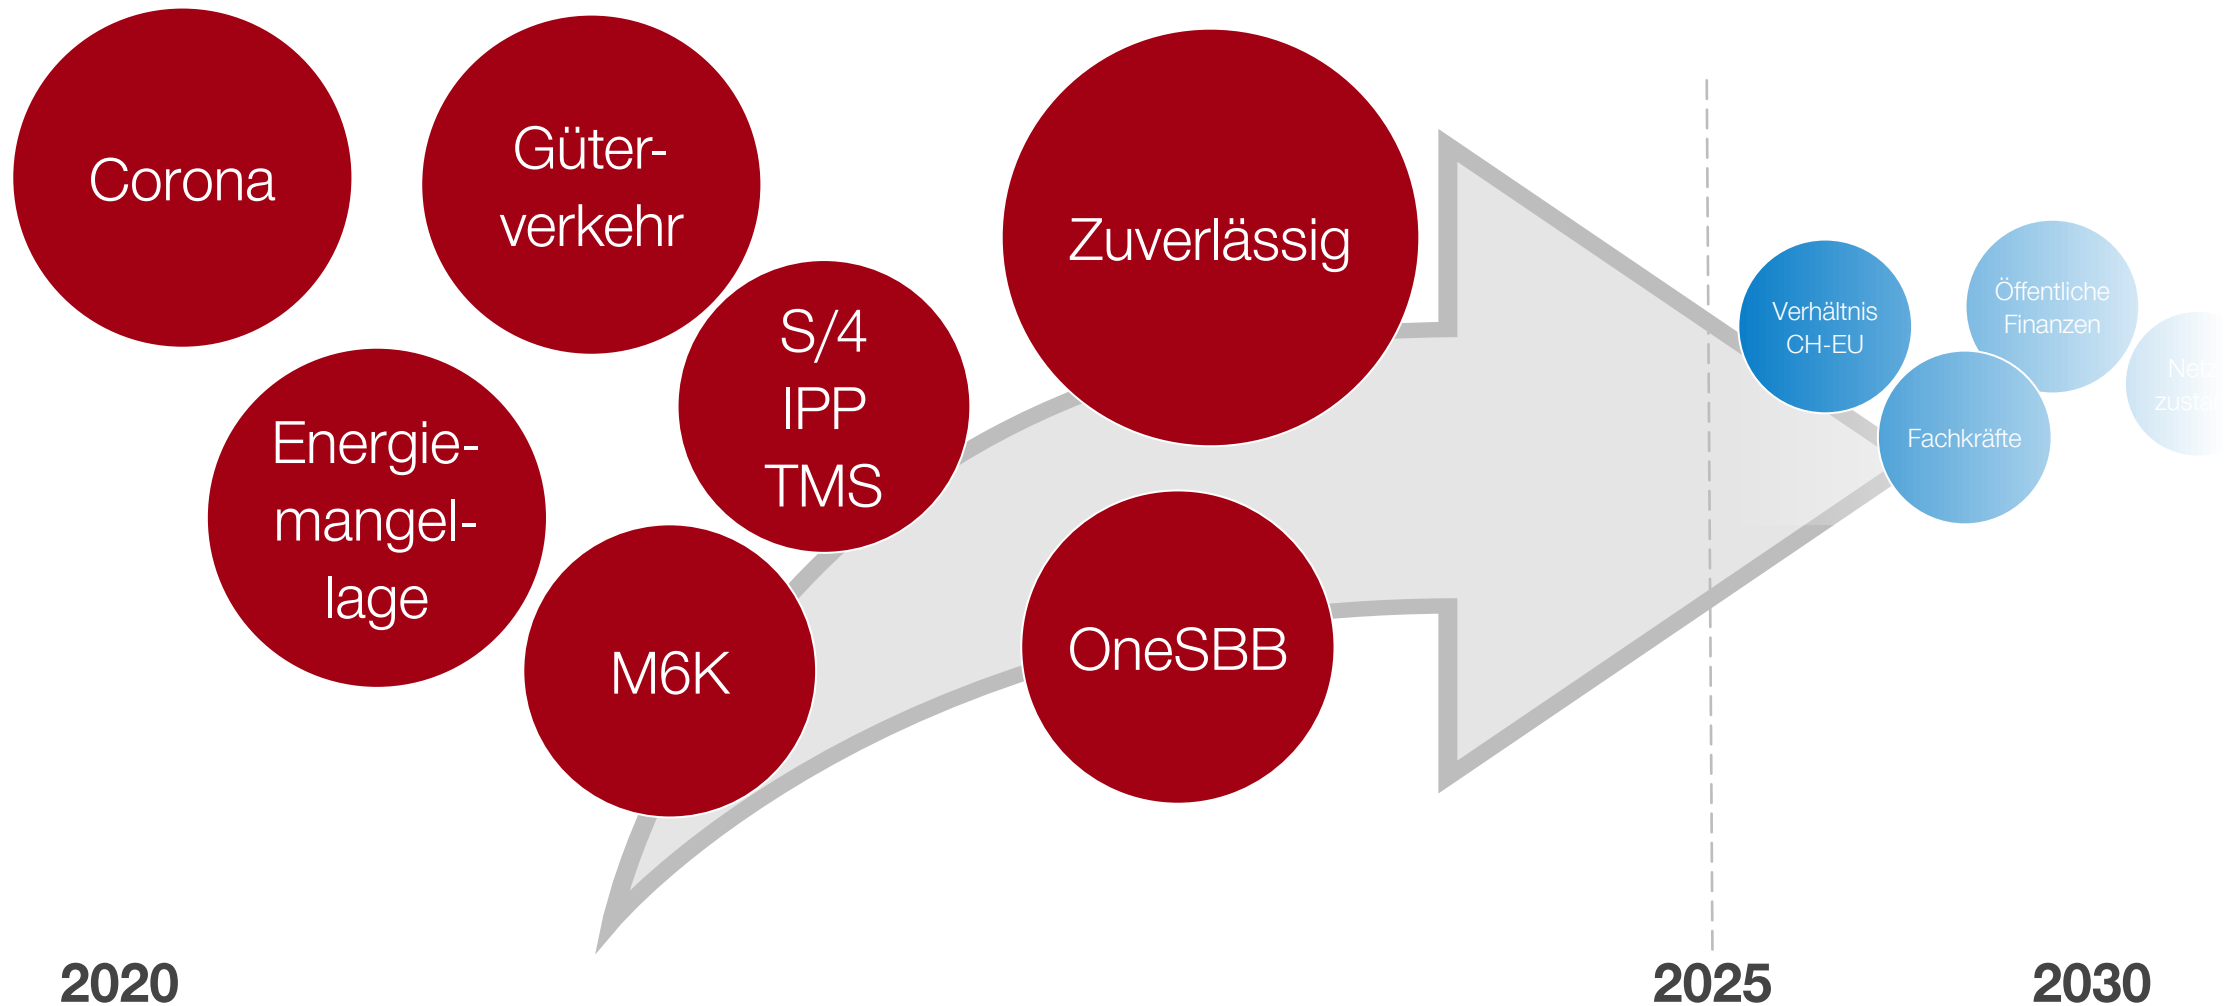 Corona
Güter-
verkehr
Zuverlässig
S/4
IPP
TMS
Energie-
mangel-
lage
M6K
OneSBB
Verhältnis
CH-EU
Öffentliche
Finanzen
Fachkräfte
2020
2025
2030